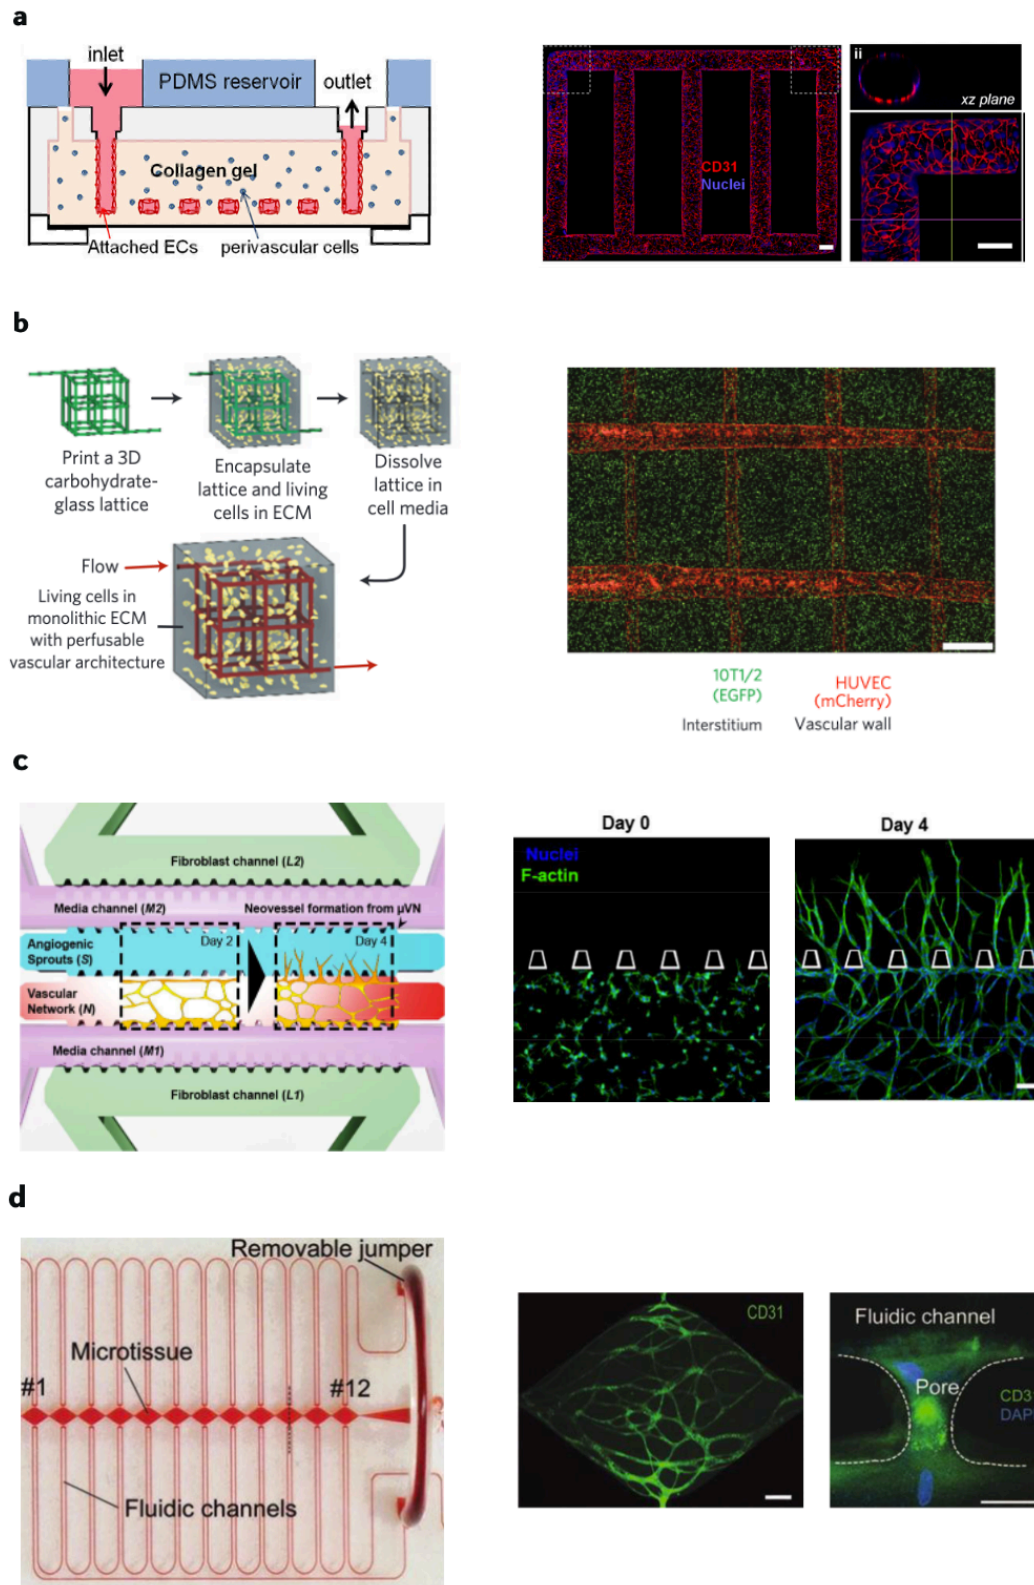 a
inlet
PDMS reservoir
outlet
Collagen gel
Attached ECs
perivascular cells
CD31
Nuclei
ii
xz plane
b
Print a 3D
carbohydrate-
glass lattice
Encapsulate
lattice and living
cells in ECM
Dissolve
lattice in
cell media
Flow
Living cells in
monolithic ECM
with perfusable
vascular architecture
10T1/2
(EGFP)
Interstitium
HUVEC
(mCherry)
Vascular wall
c
Fibroblast channel (L2)
Media channel (M2)
Neovessel formation from μVN
Angiogenic
Sprouts (S)
Day 2
Day 4
Vascular
Network (N)
Media channel (M1)
Fibroblast channel (L1)
Day 0
Nuclei
F-actin
Day 4
d
Removable jumper
Microtissue
#1
#12
Fluidic channels
CD31
Fluidic channel
Pore
CD3
DAP